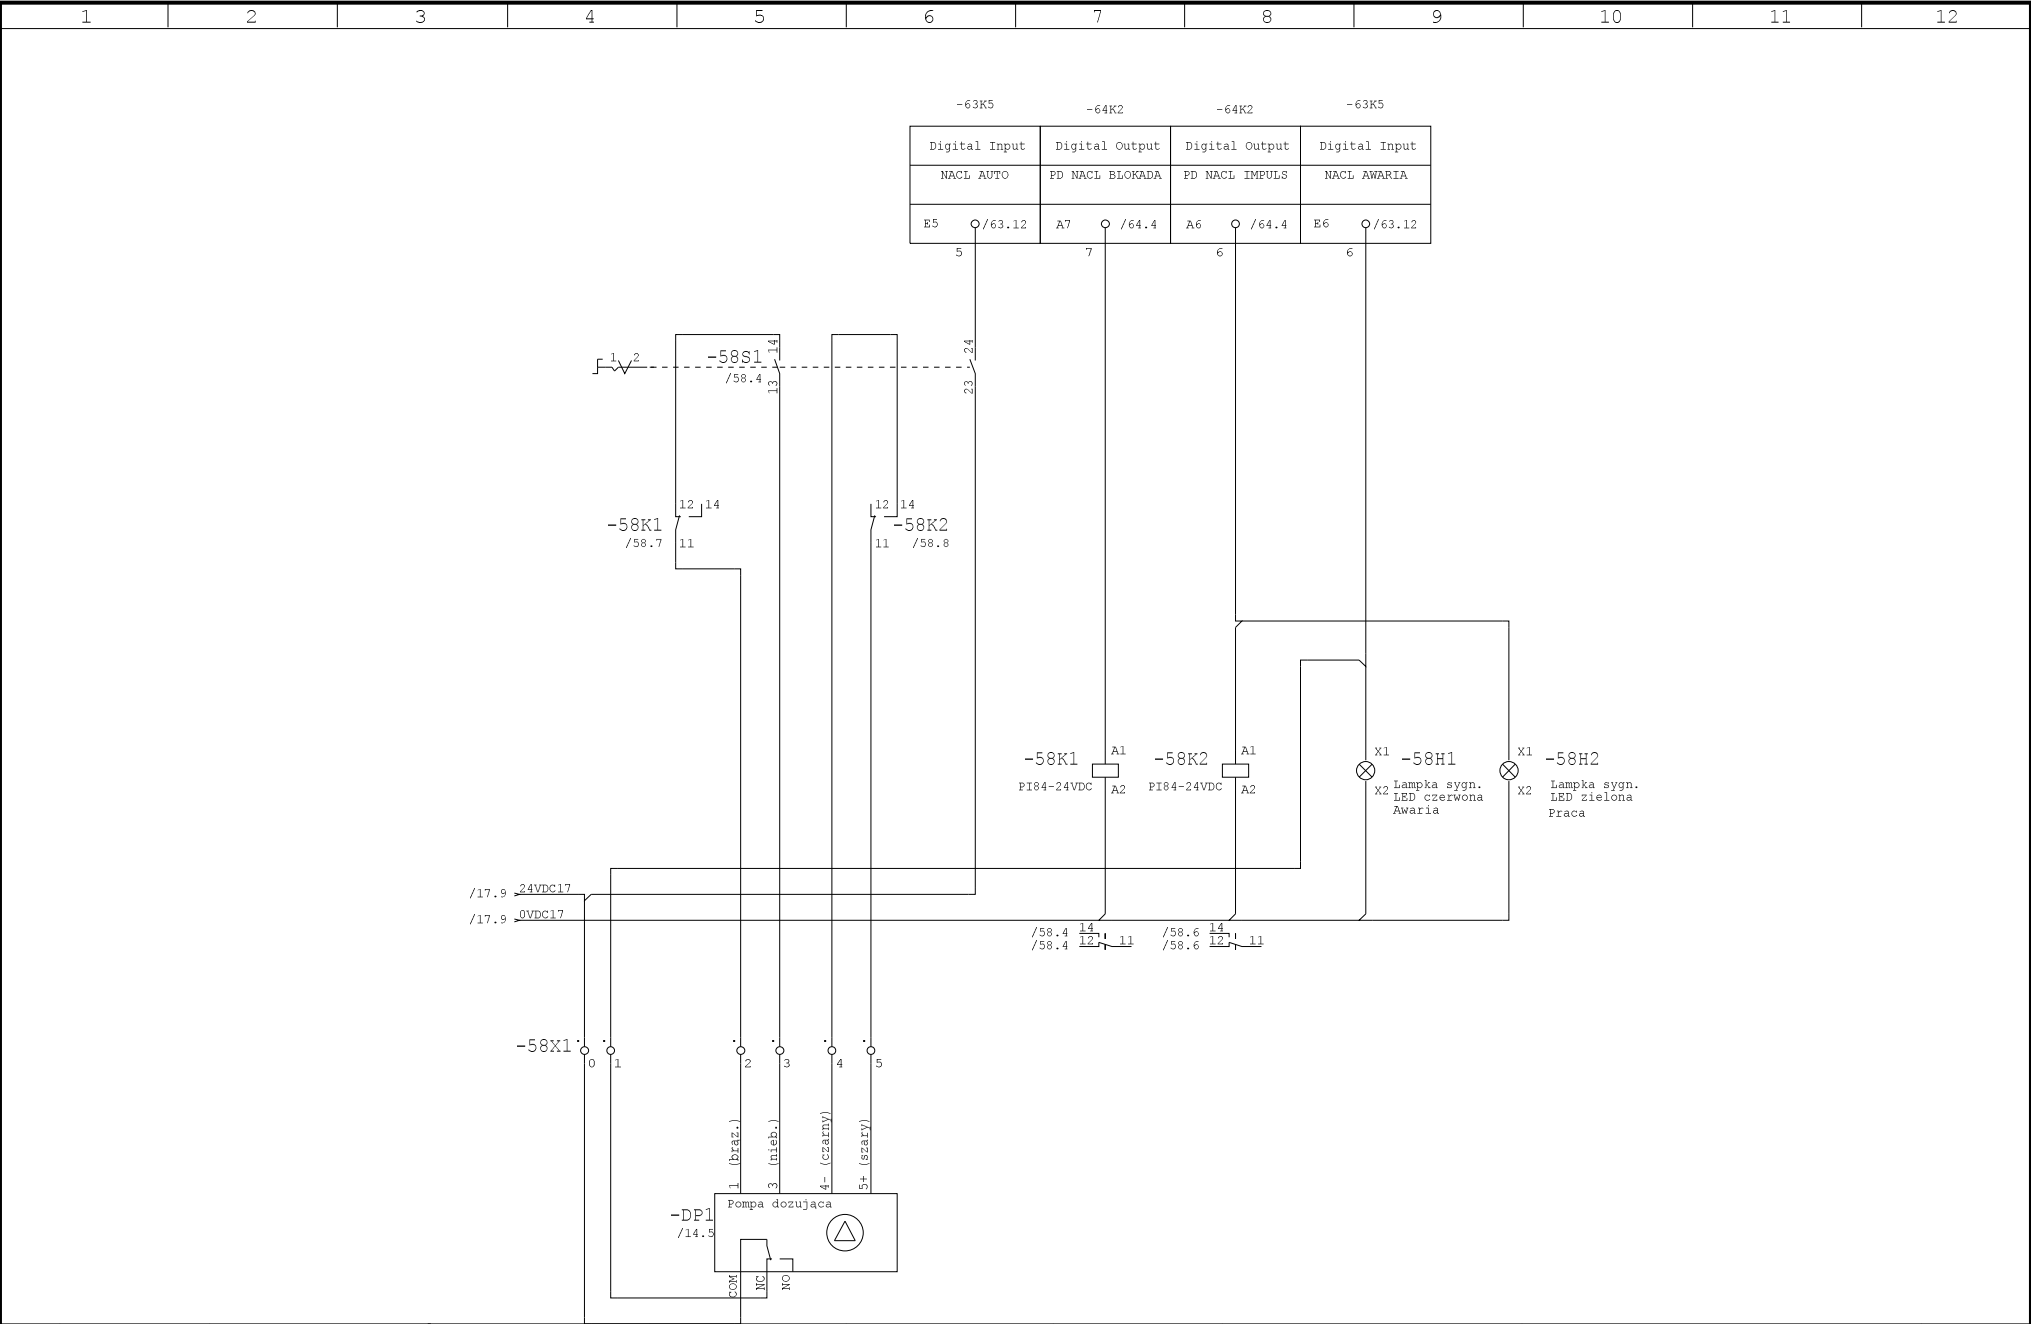 1 2 3 4 5 6 7 8 9 10 11 12
-63K5 -64K2 -64K2 -63K5
Digital Input Digital Output Digital Output Digital Input
NACL AUTO PD NACL BLOKADA PD NACL IMPULS NACL AWARIA
E5 /63.12 A7 /64.4 A6 /64.4 E6 /63.12
5 7 6 6
1 2
-58S1
/58.4
14
13
24
23
12 14
-58K1
/58.7 11
12 14
-58K2
11 /58.8
-58K1
PI84-24VDC
A1
A2
-58K2
PI84-24VDC
A1
A2
X1 -58H1
X2 Lampka sygn.
LED czerwona
Awaria
X1 -58H2
X2 Lampka sygn.
LED zielona
Praca
/17.9 24VDC17
/17.9 0VDC17
/58.4 14
/58.4 12 11
/58.6 14
/58.6 12 11
-58X1
0 1 2 3 4 5
1 (braz.)
3 (nieb.)
4- (czarny)
5+ (szary)
Pompa dozująca
-DP1
/14.5
COM
NC
NO